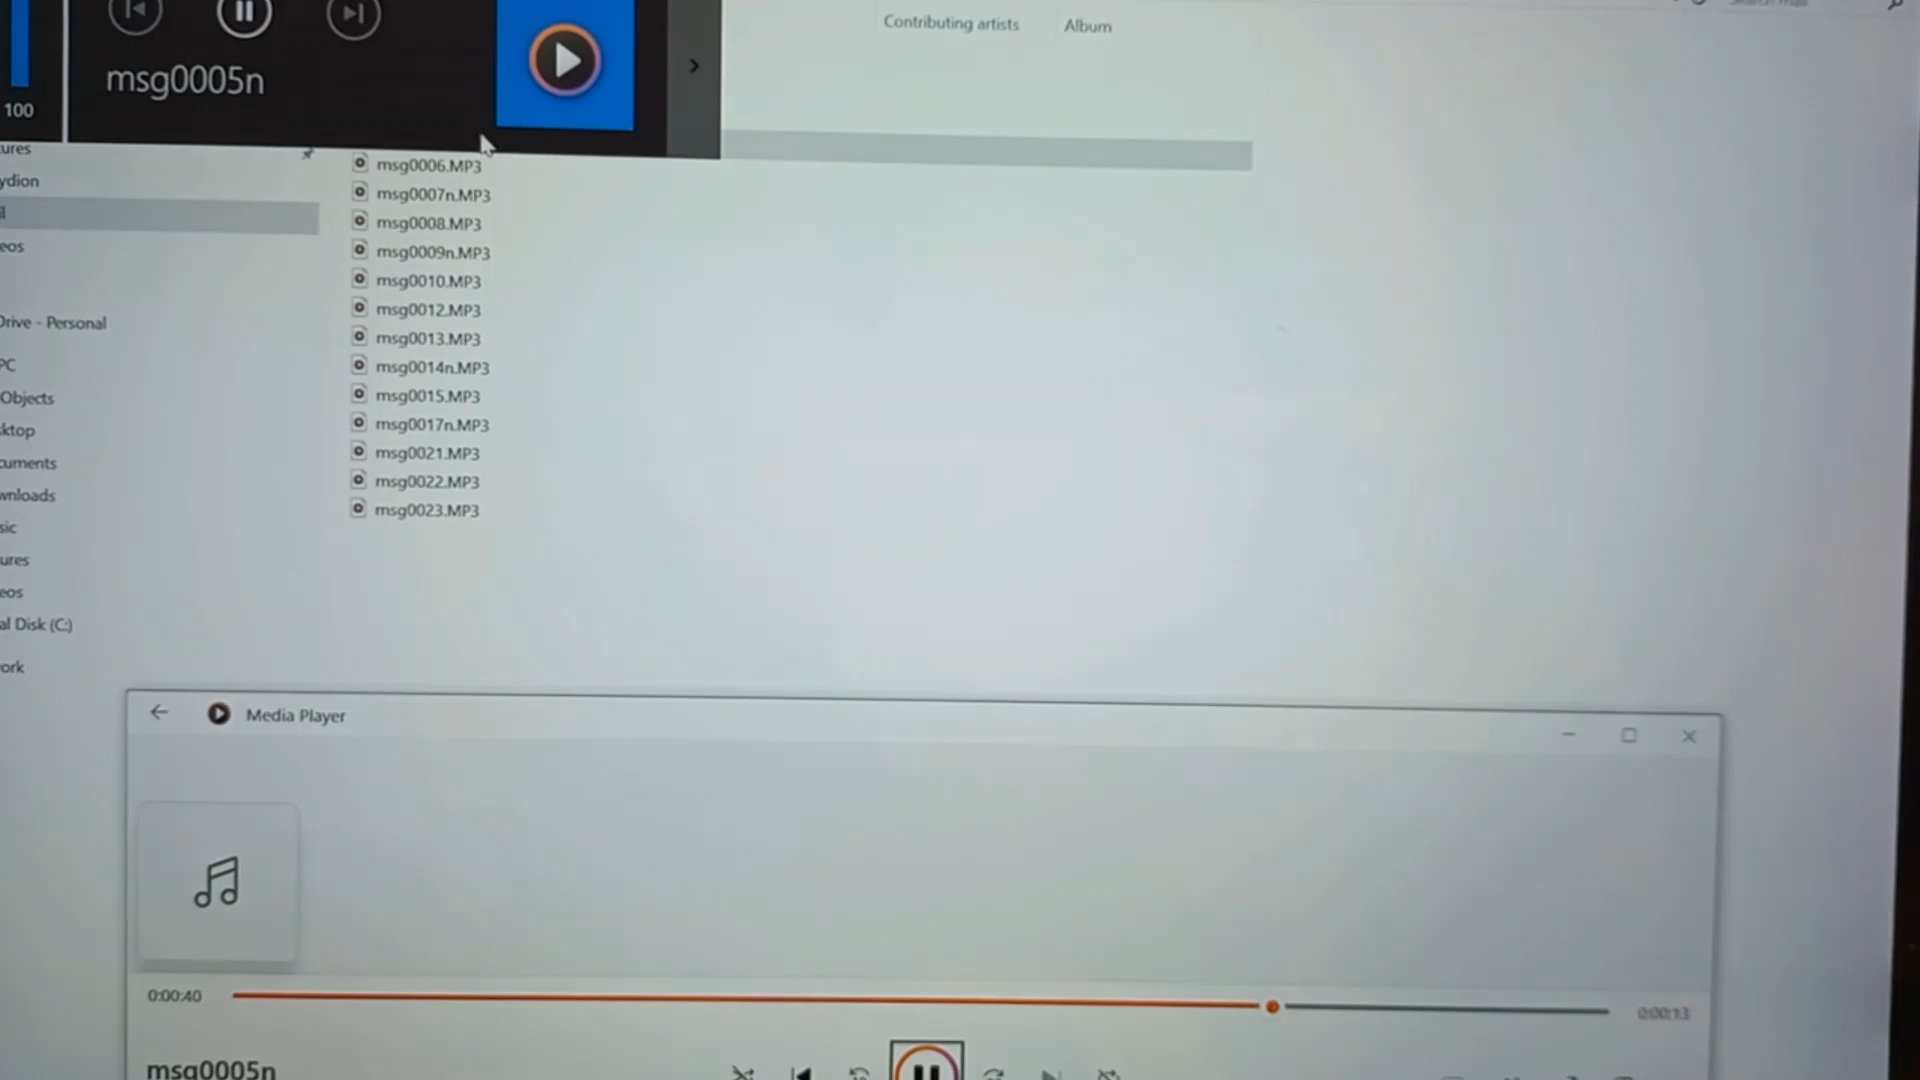 Contributing artists
Album
msg0005n
100
ures
ydion
l
eos
Drive - Personal
PC
Objects
ktop
cuments
wnloads
sic
ures
eos
al Disk (C:)
ork
msg0006.MP3
msg0007n.MP3
msg0008.MP3
msg0009n.MP3
msg0010.MP3
msg0012.MP3
msg0013.MP3
msg0014n.MP3
msg0015.MP3
msg0017n.MP3
msg0021.MP3
msg0022.MP3
msg0023.MP3
Media Player
0:00:40
0:00:13
msg0005n